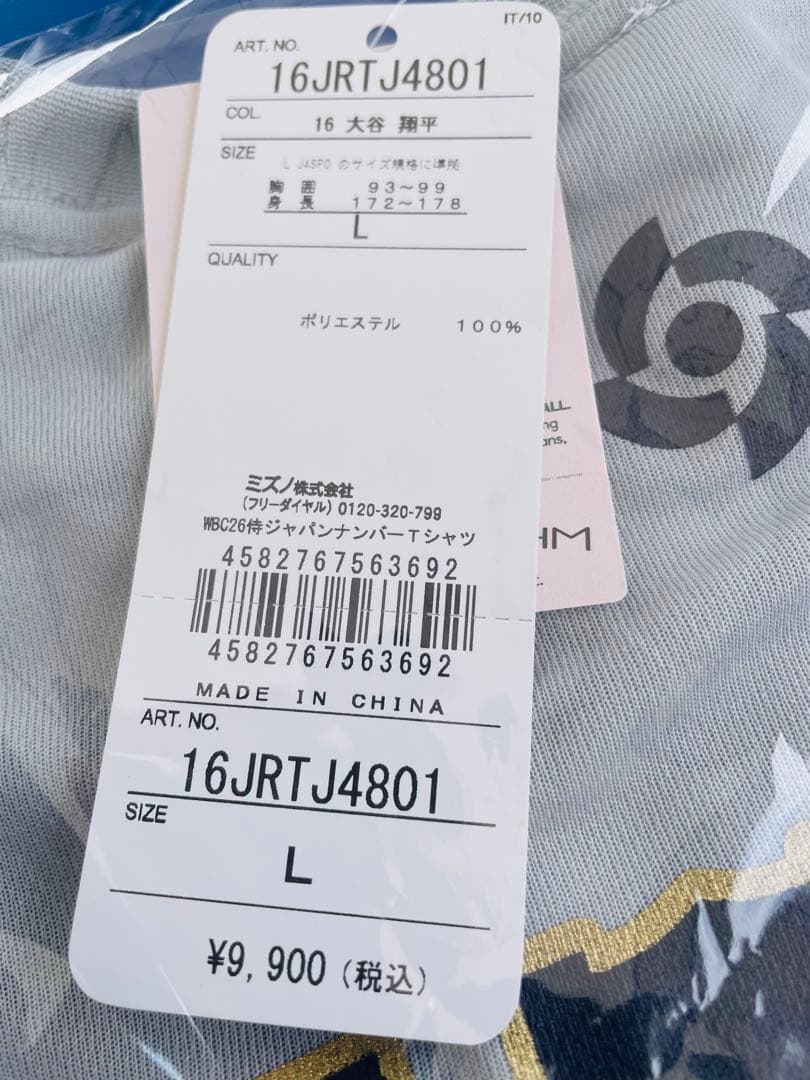 IT/10
ART. NO.
16JRTJ4801
COL.
16 大谷 翔平
SIZE
L JASPO のサイズ規格に準拠
胸 囲 93～99
身 長 172～178
L
QUALITY
ポリエステル 100%
ALL
ng
ans,
ミズノ株式会社
(フリーダイヤル) 0120-320-799
WBC26侍ジャパンナンバーTシャツ
4582767563692
4582767563692
MADE IN CHINA
ART. NO.
16JRTJ4801
SIZE
L
¥9,900 (税込)